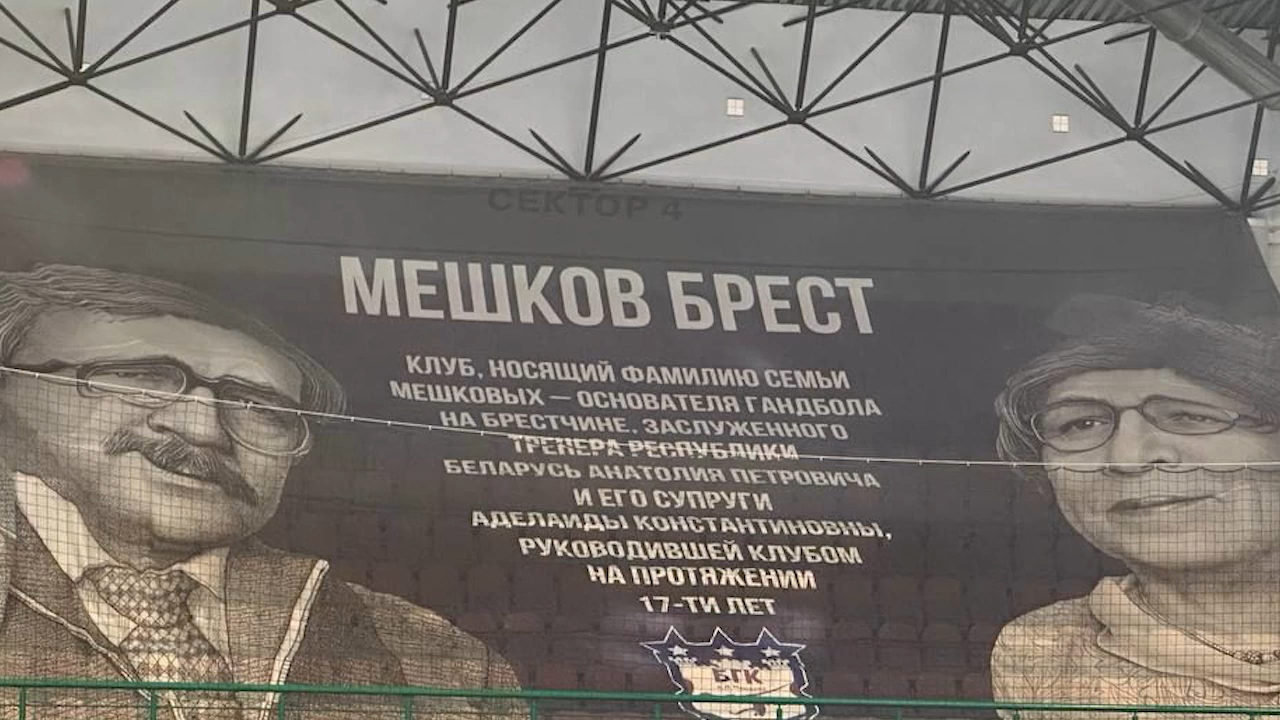 СЕКТОР 4
МЕШКОВ БРЕСТ
КЛУБ, НОСЯЩИЙ ФАМИЛИЮ СЕМЬИ
МЕШКОВЫХ — ОСНОВАТЕЛЯ ГАНДБОЛА
НА БРЕСТЧИНЕ, ЗАСЛУЖЕННОГО
ТРЕНЕРА РЕСПУБЛИКИ
БЕЛАРУСЬ АНАТОЛИЯ ПЕТРОВИЧА
И ЕГО СУПРУГИ
АДЕЛАИДЫ КОНСТАНТИНОВНЫ,
РУКОВОДИВШЕЙ КЛУБОМ
НА ПРОТЯЖЕНИИ
17-ТИ ЛЕТ
БГК